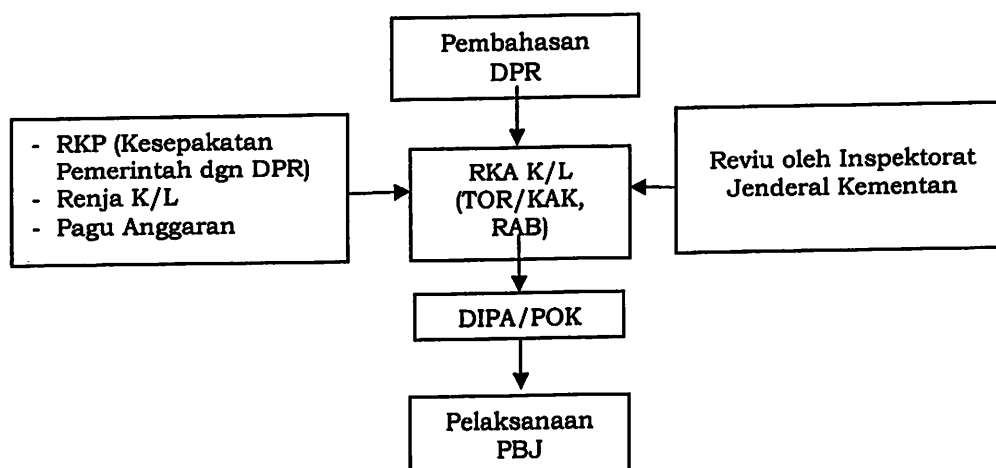 Pembahasan
DPR
- RKP (Kesepakatan
Pemerintah dgn DPR)
- Renja K/L
- Pagu Anggaran
RKA K/L
(TOR/KAK,
RAB)
Reviu oleh Inspektorat
Jenderal Kementan
DIPA/POK
Pelaksanaan
PBJ